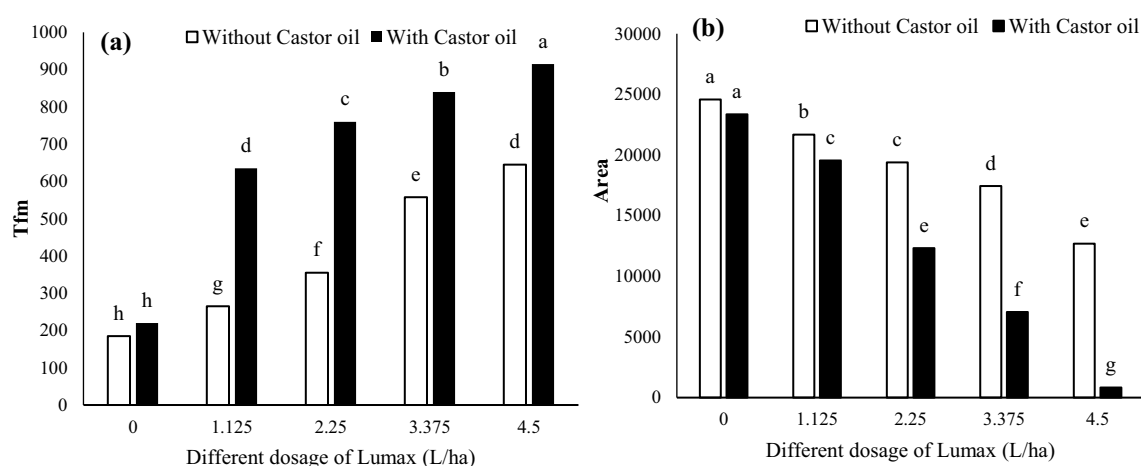 (a)
Without Castor oil With Castor oil
1000
900
800
700
600
500
400
300
200
100
0
Tfm
h h g d f c e b d a
0 1.125 2.25 3.375 4.5
Different dosage of Lumax (L/ha)
(b)
Without Castor oil With Castor oil
30000
25000
20000
15000
10000
5000
0
Area
a a b c c e d f e g
0 1.125 2.25 3.375 4.5
Different dosage of Lumax (L/ha)